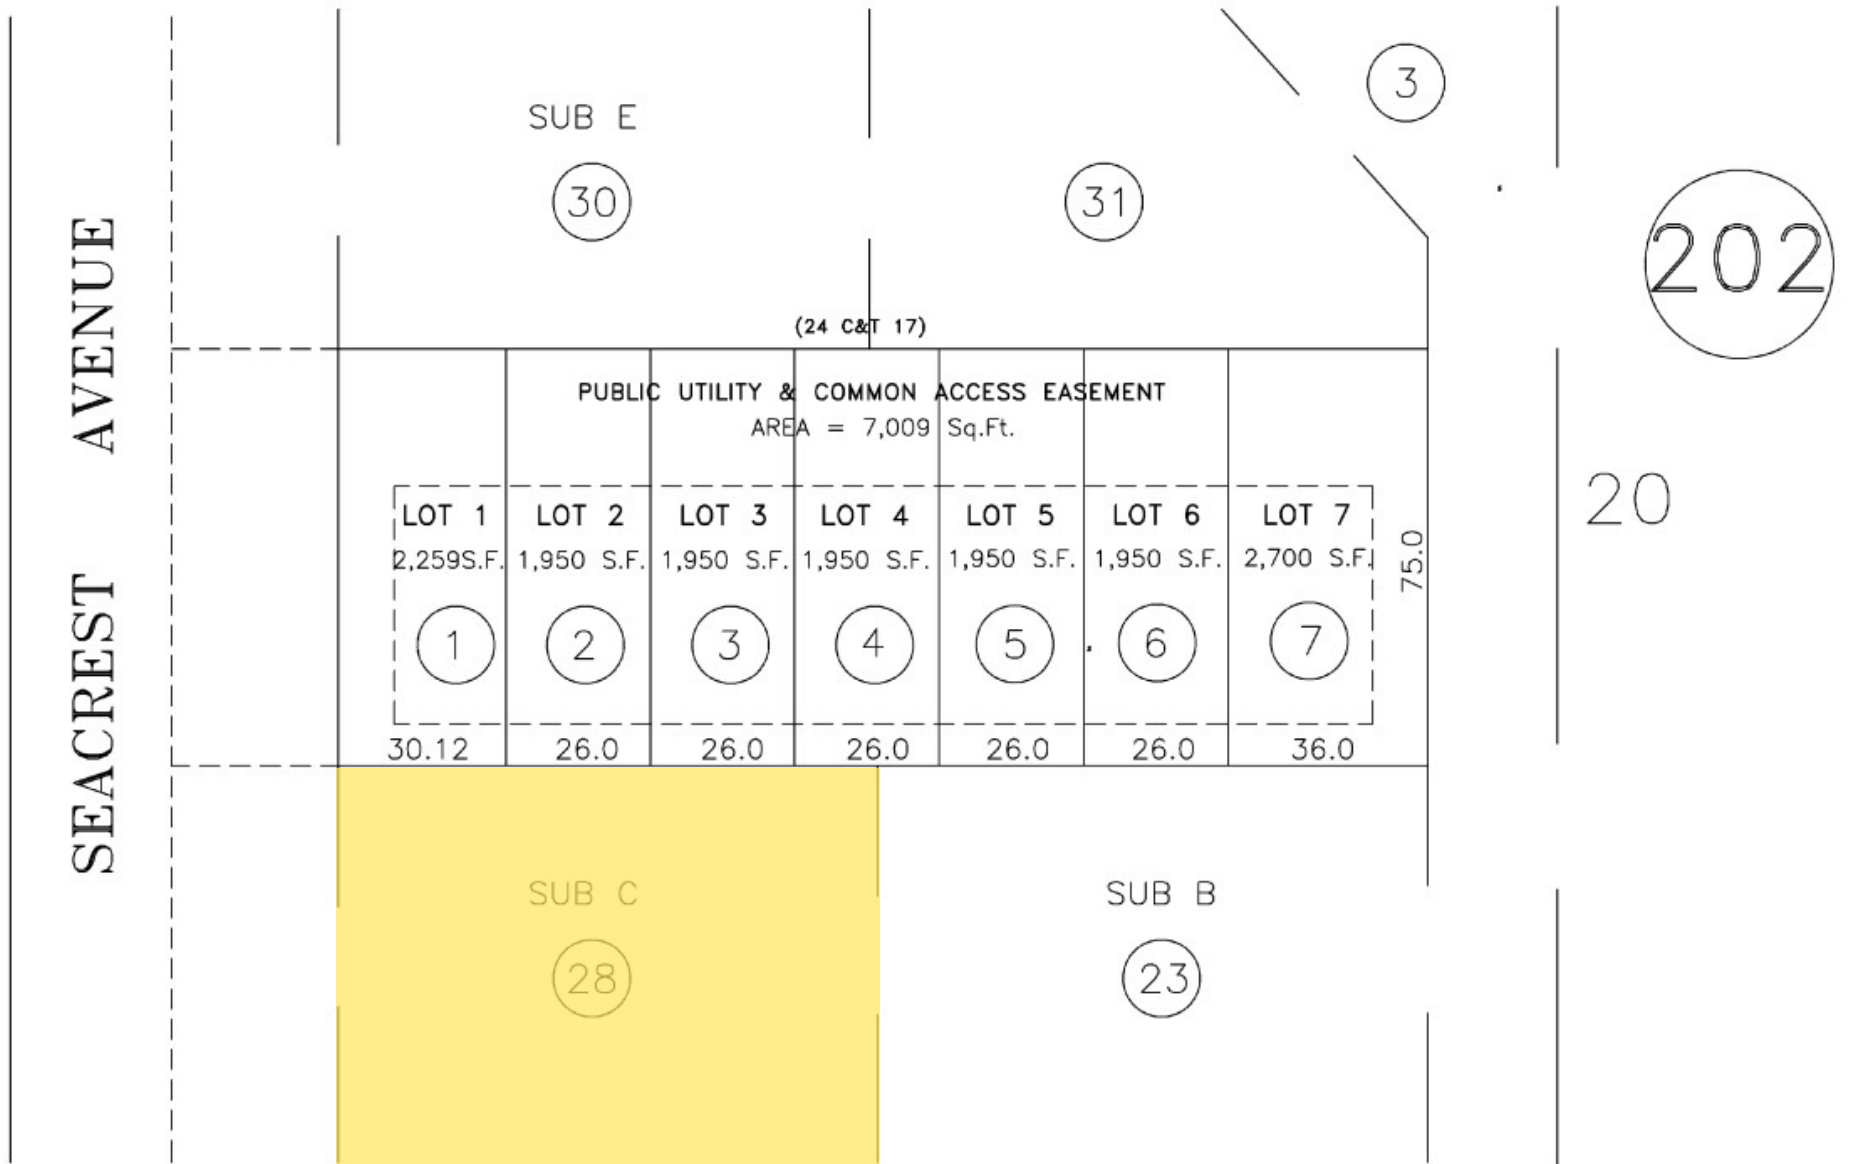 3
SUB E
30
31
202
SEACREST AVENUE
(24 C&T 17)
PUBLIC UTILITY & COMMON ACCESS EASEMENT
AREA = 7,009 Sq.Ft.
20
LOT 1 LOT 2 LOT 3 LOT 4 LOT 5 LOT 6 LOT 7
2,259S.F. 1,950 S.F. 1,950 S.F. 1,950 S.F. 1,950 S.F. 1,950 S.F. 2,700 S.F.
75.0
1 2 3 4 5 6 7
30.12 26.0 26.0 26.0 26.0 26.0 36.0
SUB C SUB B
28 23